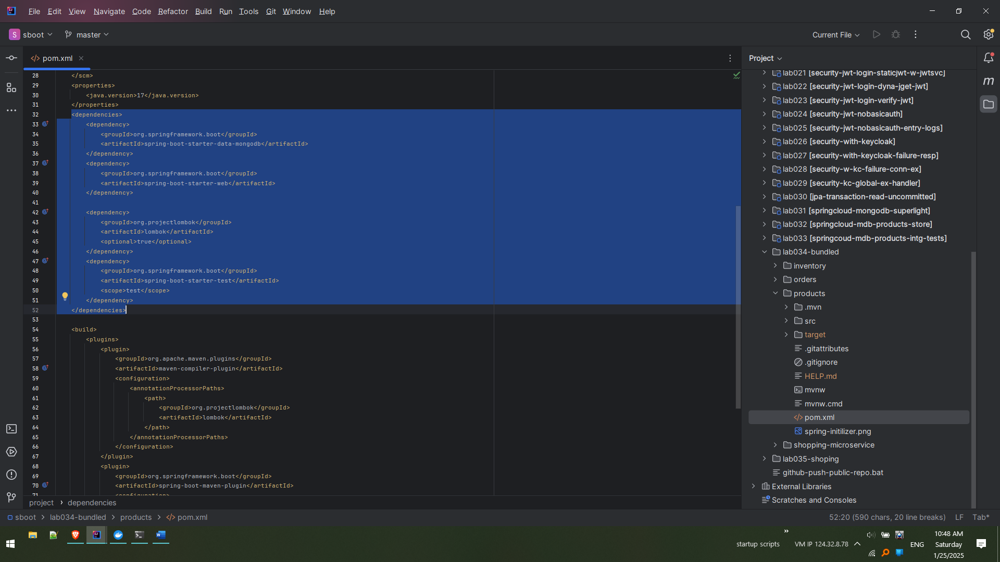 File Edit View Navigate Code Refactor Build Run Tools Git Window Help
S sboot master Current File
pom.xml
28 </scm>
29 <properties>
30 <java.version>17</java.version>
31 </properties>
32 <dependencies>
33 <dependency>
34 <groupId>org.springframework.boot</groupId>
35 <artifactId>spring-boot-starter-data-mongodb</artifactId>
36 </dependency>
37 <dependency>
38 <groupId>org.springframework.boot</groupId>
39 <artifactId>spring-boot-starter-web</artifactId>
40 </dependency>
41
42 <dependency>
43 <groupId>org.projectlombok</groupId>
44 <artifactId>lombok</artifactId>
45 <optional>true</optional>
46 </dependency>
47 <dependency>
48 <groupId>org.springframework.boot</groupId>
49 <artifactId>spring-boot-starter-test</artifactId>
50 <scope>test</scope>
51 </dependency>
52 </dependencies>
53
54 <build>
55 <plugins>
56 <plugin>
57 <groupId>org.apache.maven.plugins</groupId>
58 <artifactId>maven-compiler-plugin</artifactId>
59 <configuration>
60 <annotationProcessorPaths>
61 <path>
62 <groupId>org.projectlombok</groupId>
63 <artifactId>lombok</artifactId>
64 </path>
65 </annotationProcessorPaths>
66 </configuration>
67 </plugin>
68 <plugin>
69 <groupId>org.springframework.boot</groupId>
70 <artifactId>spring-boot-maven-plugin</artifactId>
71 <configuration>
project > dependencies
Project
lab021 [security-jwt-login-staticjwt-w-jwtsvc]
lab022 [security-jwt-login-dyna-jget-jwt]
lab023 [security-jwt-login-verify-jwt]
lab024 [security-jwt-nobasicauth]
lab025 [security-jwt-nobasicauth-entry-logs]
lab026 [security-with-keycloak]
lab027 [security-with-keycloak-failure-resp]
lab028 [security-w-kc-failure-conn-ex]
lab029 [security-kc-global-ex-handler]
lab030 [jpa-transaction-read-uncommitted]
lab031 [springcloud-mongodb-superlight]
lab032 [springcloud-mdb-products-store]
lab033 [springcoud-mdb-products-intg-tests]
lab034-bundled
inventory
orders
products
.mvn
src
target
.gitattributes
.gitignore
HELP.md
mvnw
mvnw.cmd
pom.xml
spring-initilizer.png
shopping-microservice
lab035-shoping
github-push-public-repo.bat
External Libraries
Scratches and Consoles
m
sboot > lab034-bundled > products > pom.xml 52:20 (590 chars, 20 line breaks) LF Tab*
startup scripts VM IP 124.32.8.78 ENG
10:48 AM
Saturday
1/25/2025